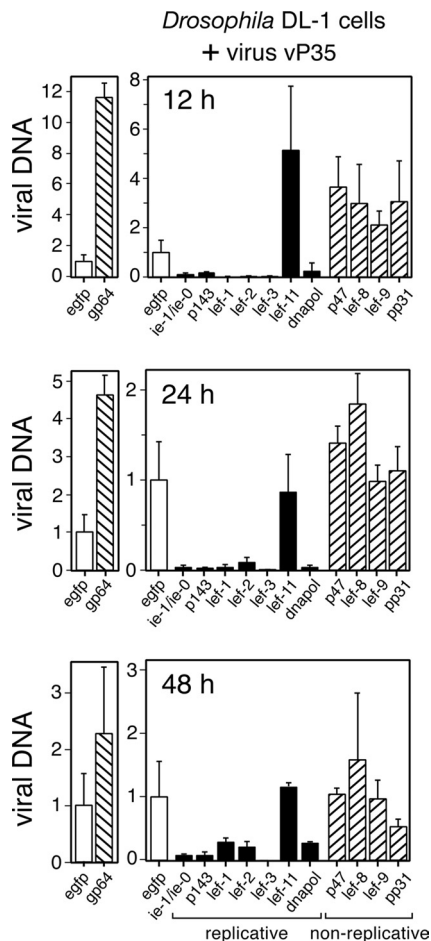 Drosophila DL-1 cells
+ virus vP35
12 h
viral DNA
12
10
8
6
4
2
0
8
6
4
2
0
egfp
gp64
egfp
ie-1/ie-0
p143
lef-1
lef-2
lef-3
lef-11
dnapol
p47
lef-8
lef-9
pp31
24 h
viral DNA
5
4
3
2
1
0
2
1
0
egfp
gp64
egfp
ie-1/ie-0
p143
lef-1
lef-2
lef-3
lef-11
dnapol
p47
lef-8
lef-9
pp31
48 h
viral DNA
3
2
1
0
3
2
1
0
egfp
gp64
egfp
ie-1/ie-0
p143
lef-1
lef-2
lef-3
lef-11
dnapol
p47
lef-8
lef-9
pp31
replicative
non-replicative